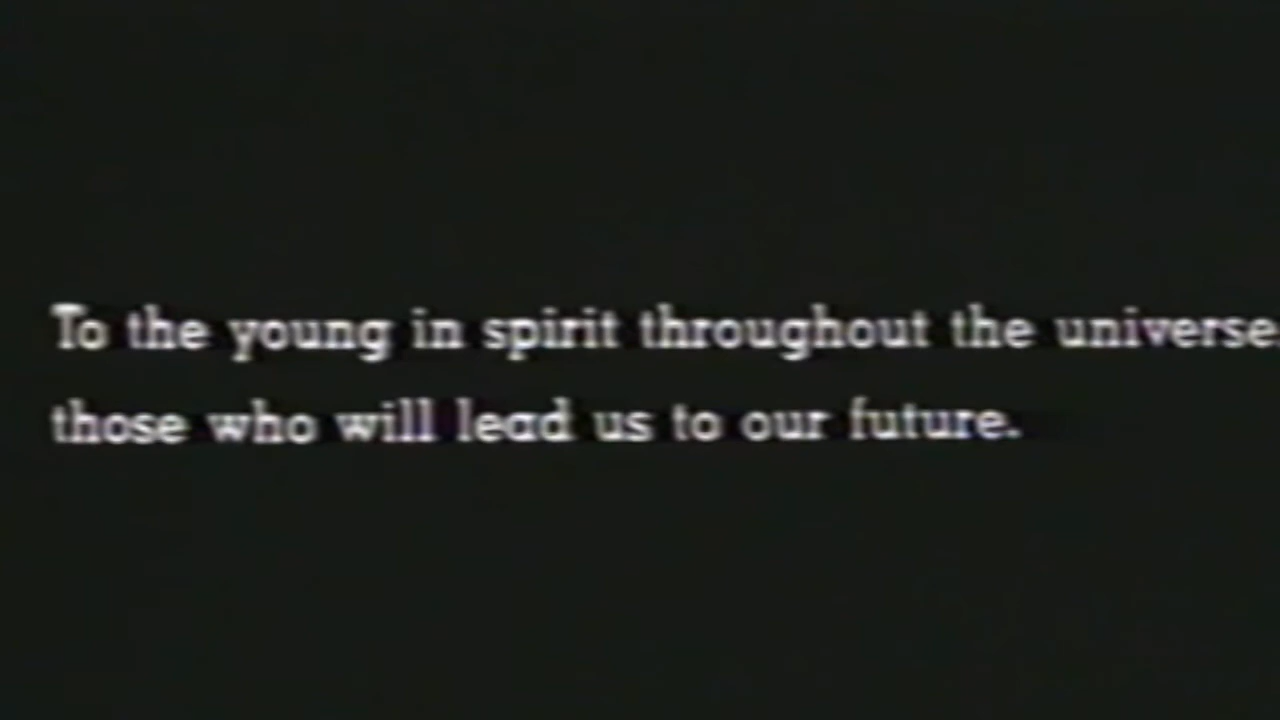 To the young in spirit throughout the universe.
those who will lead us to our future.